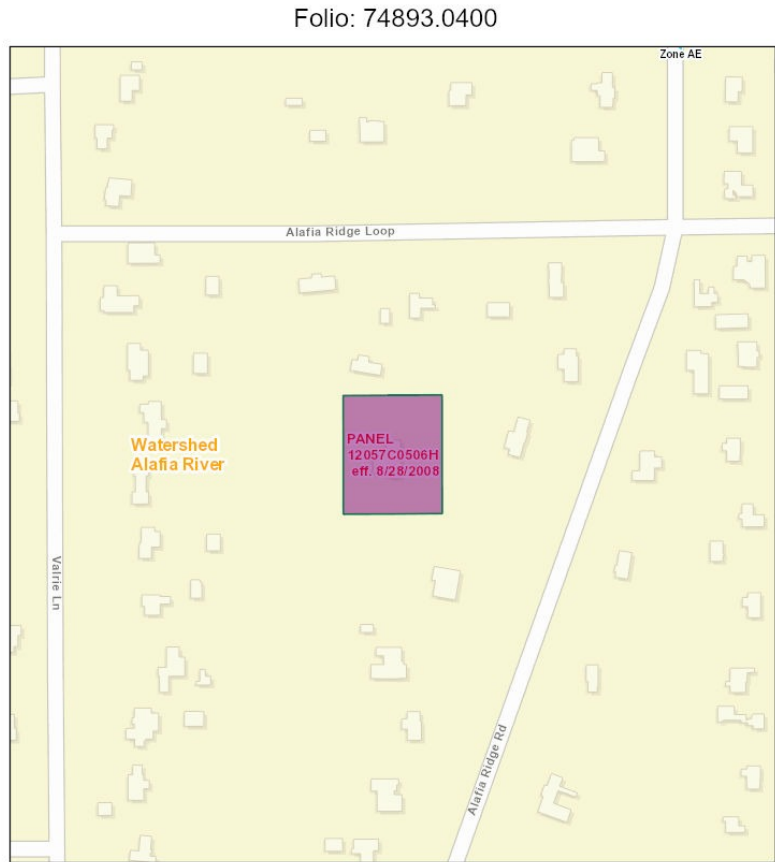 Folio: 74893.0400
Zone AE
Alafia Ridge Loop
PANEL
12057C0506H
eff. 8/28/2008
Watershed
Alafia River
Valrie Ln
Alafia Ridge Rd